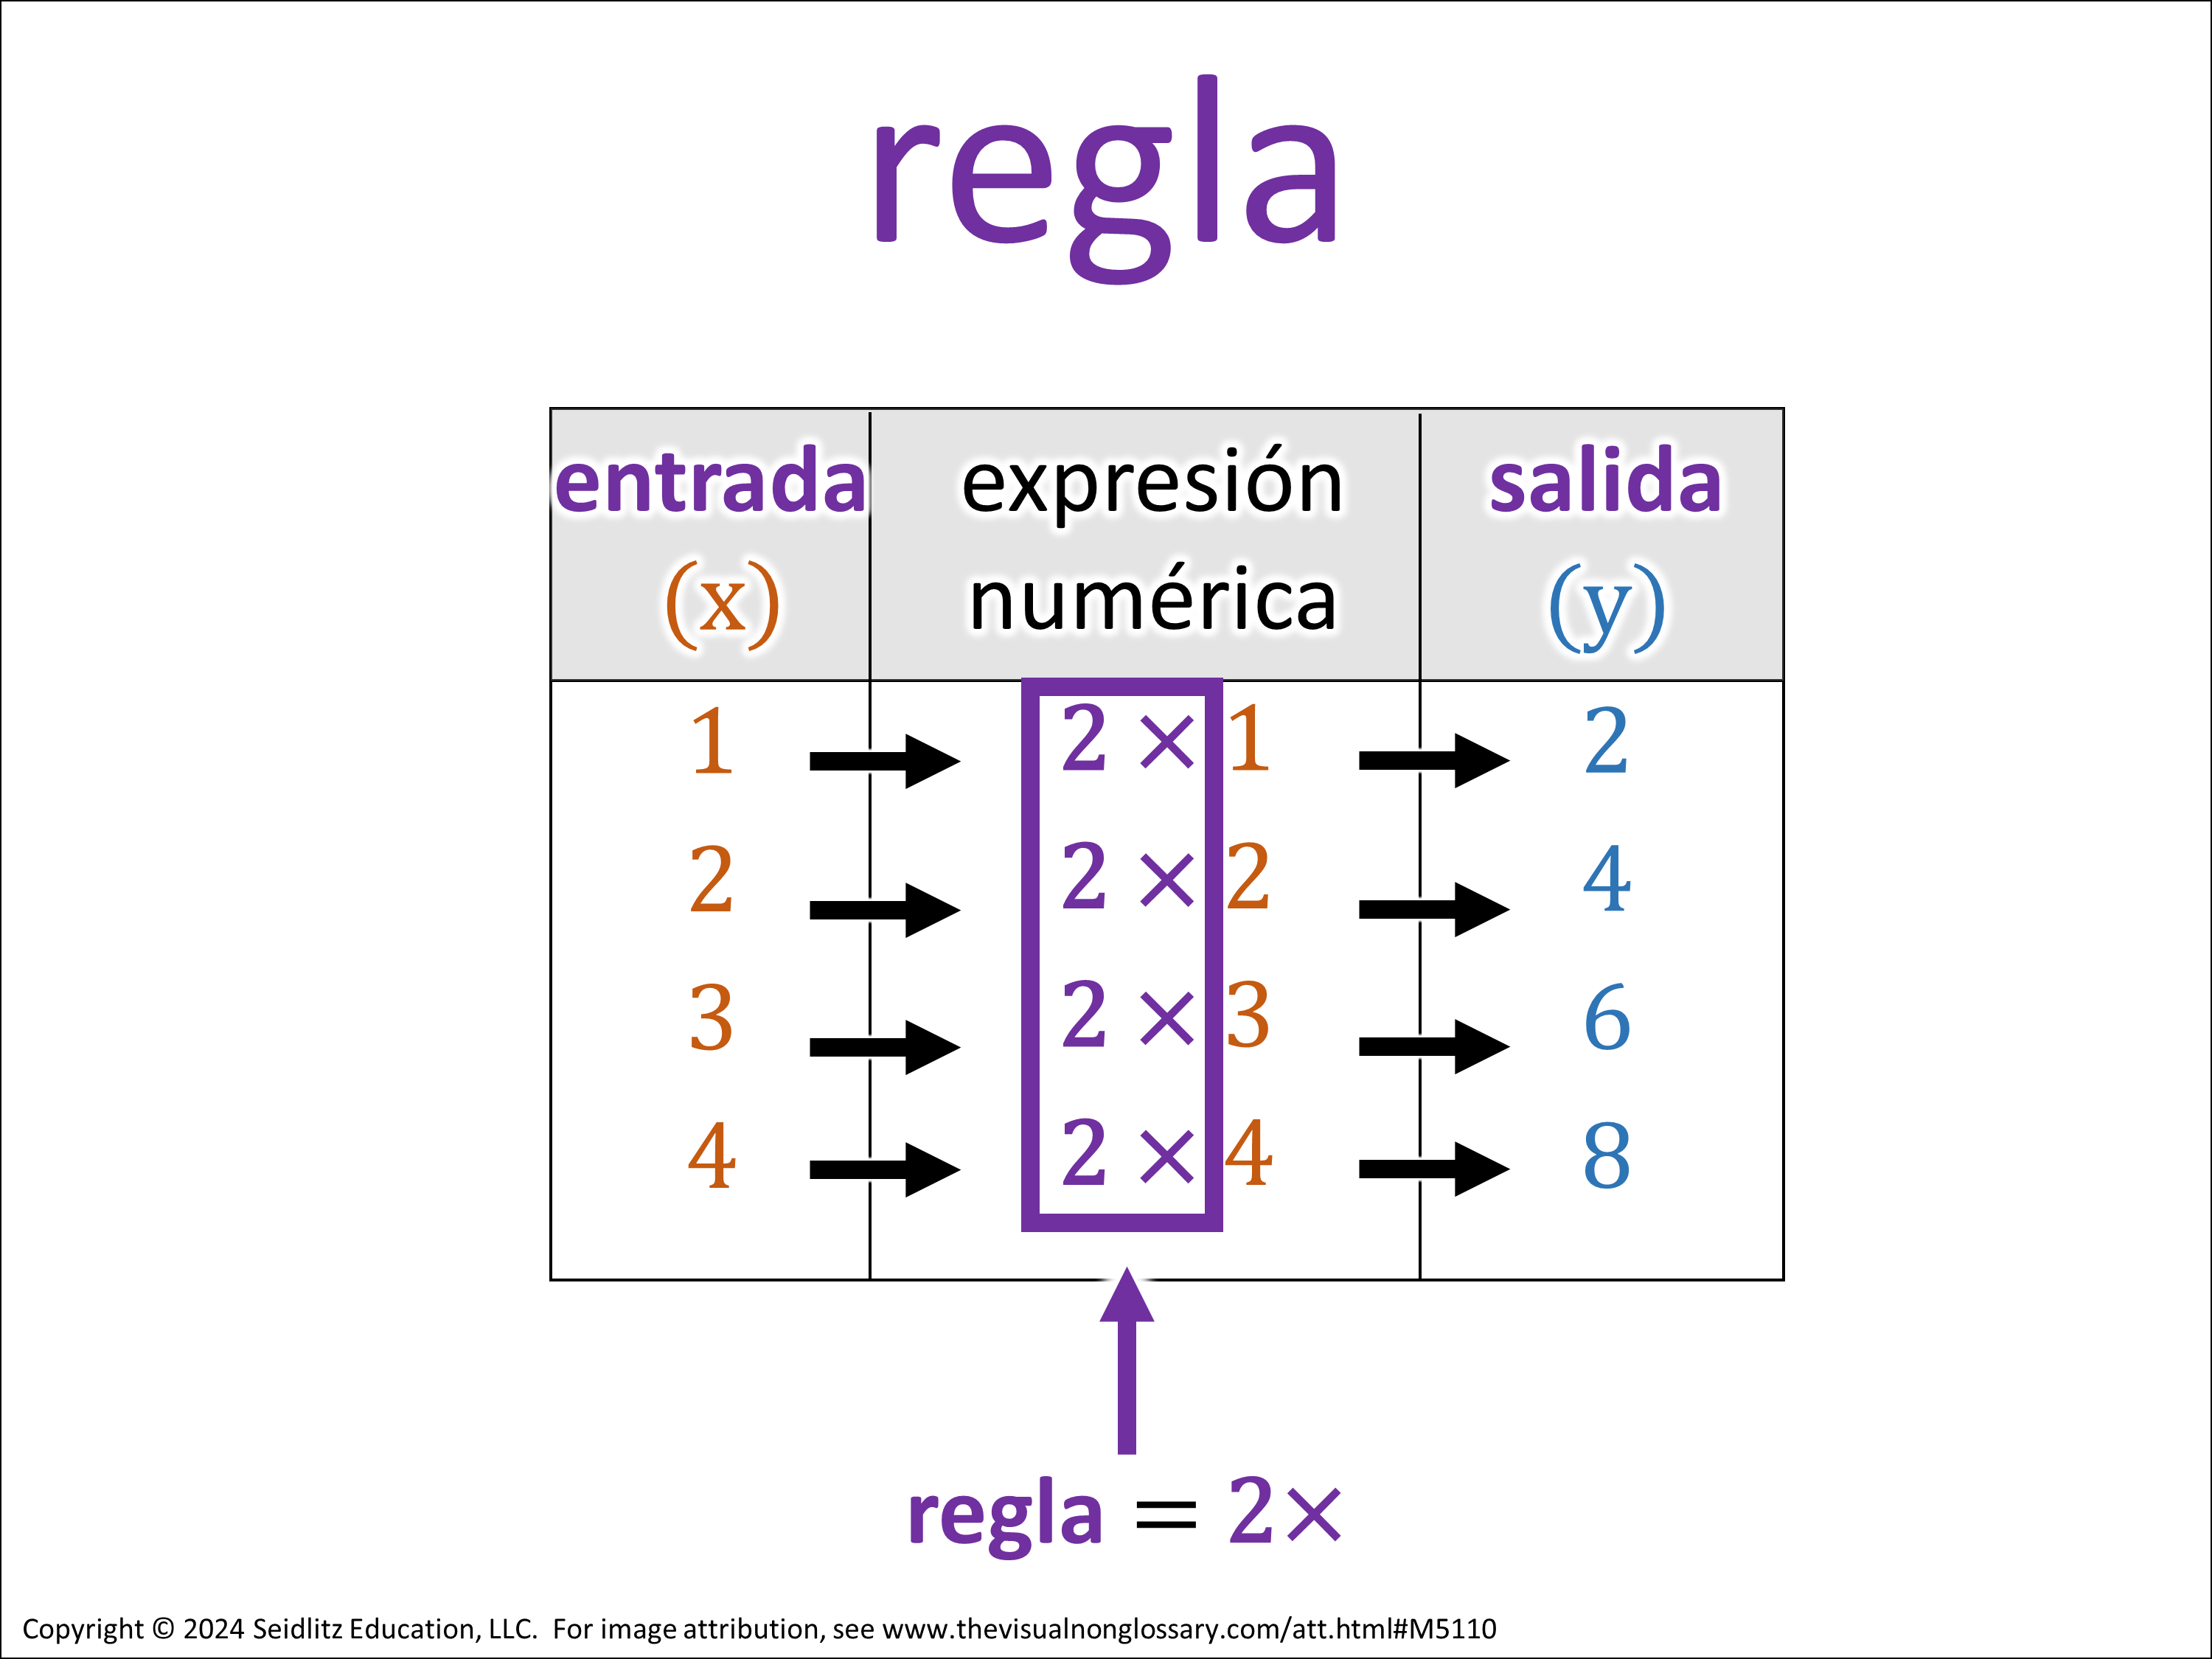 regla
entrada expresión salida
(x) numérica (y)
1 2 × 1 2
2 2 × 2 4
3 2 × 3 6
4 2 × 4 8
regla = 2×
Copyright © 2024 Seidlitz Education, LLC. For image attribution, see www.thevisualnonglossary.com/att.html#M5110